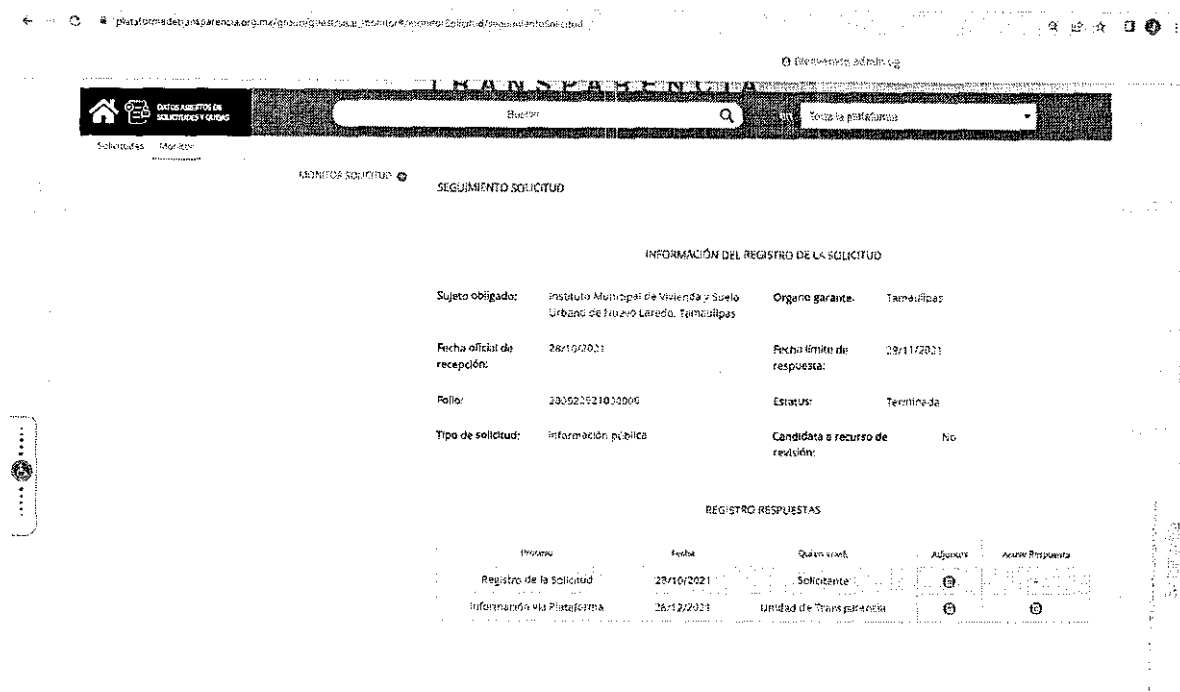 Bienvenido admin
TRANSPARENCIA
DATOS ABIERTOS DE
SOLICITUDES Y QUEJAS
Buscar
en
Toda la plataforma
Solicitudes
Monitor
MONITOR SOLICITUD
SEGUIMIENTO SOLICITUD
INFORMACIÓN DEL REGISTRO DE LA SOLICITUD
Sujeto obligado:
Instituto Municipal de Vivienda y Suelo
Urbano de Nuevo Laredo, Tamaulipas
Organo garante:
Tamaulipas
Fecha oficial de
recepción:
28/10/2021
Fecha límite de
respuesta:
29/11/2021
Folio:
Estatus:
Terminada
Tipo de solicitud:
Información pública
Candidata a recurso de
revisión:
No
REGISTRO RESPUESTAS
Proceso
Fecha
Adjuntos
Acuse Respuesta
Registro de la Solicitud
28/10/2021
Solicitante
-
Información vía Plataforma
Unidad de Transparencia